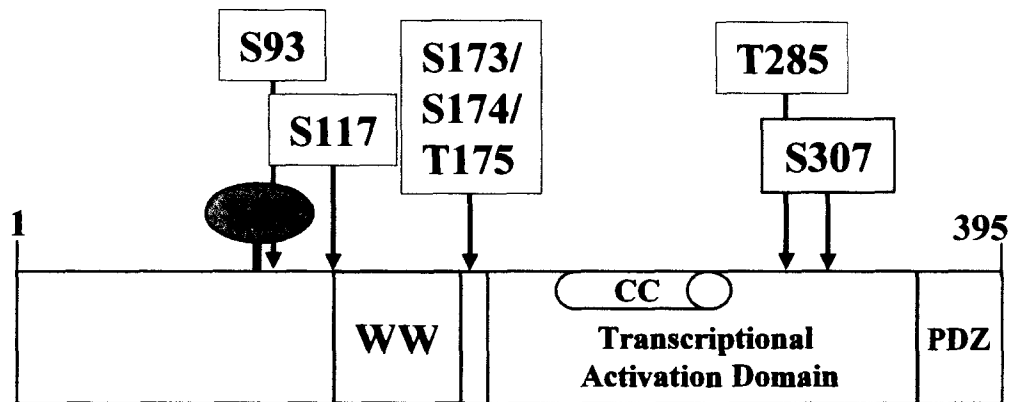 S93
S117
S173/
S174/
T175
T285
S307
1
395
CC
WW
Transcriptional
Activation Domain
PDZ